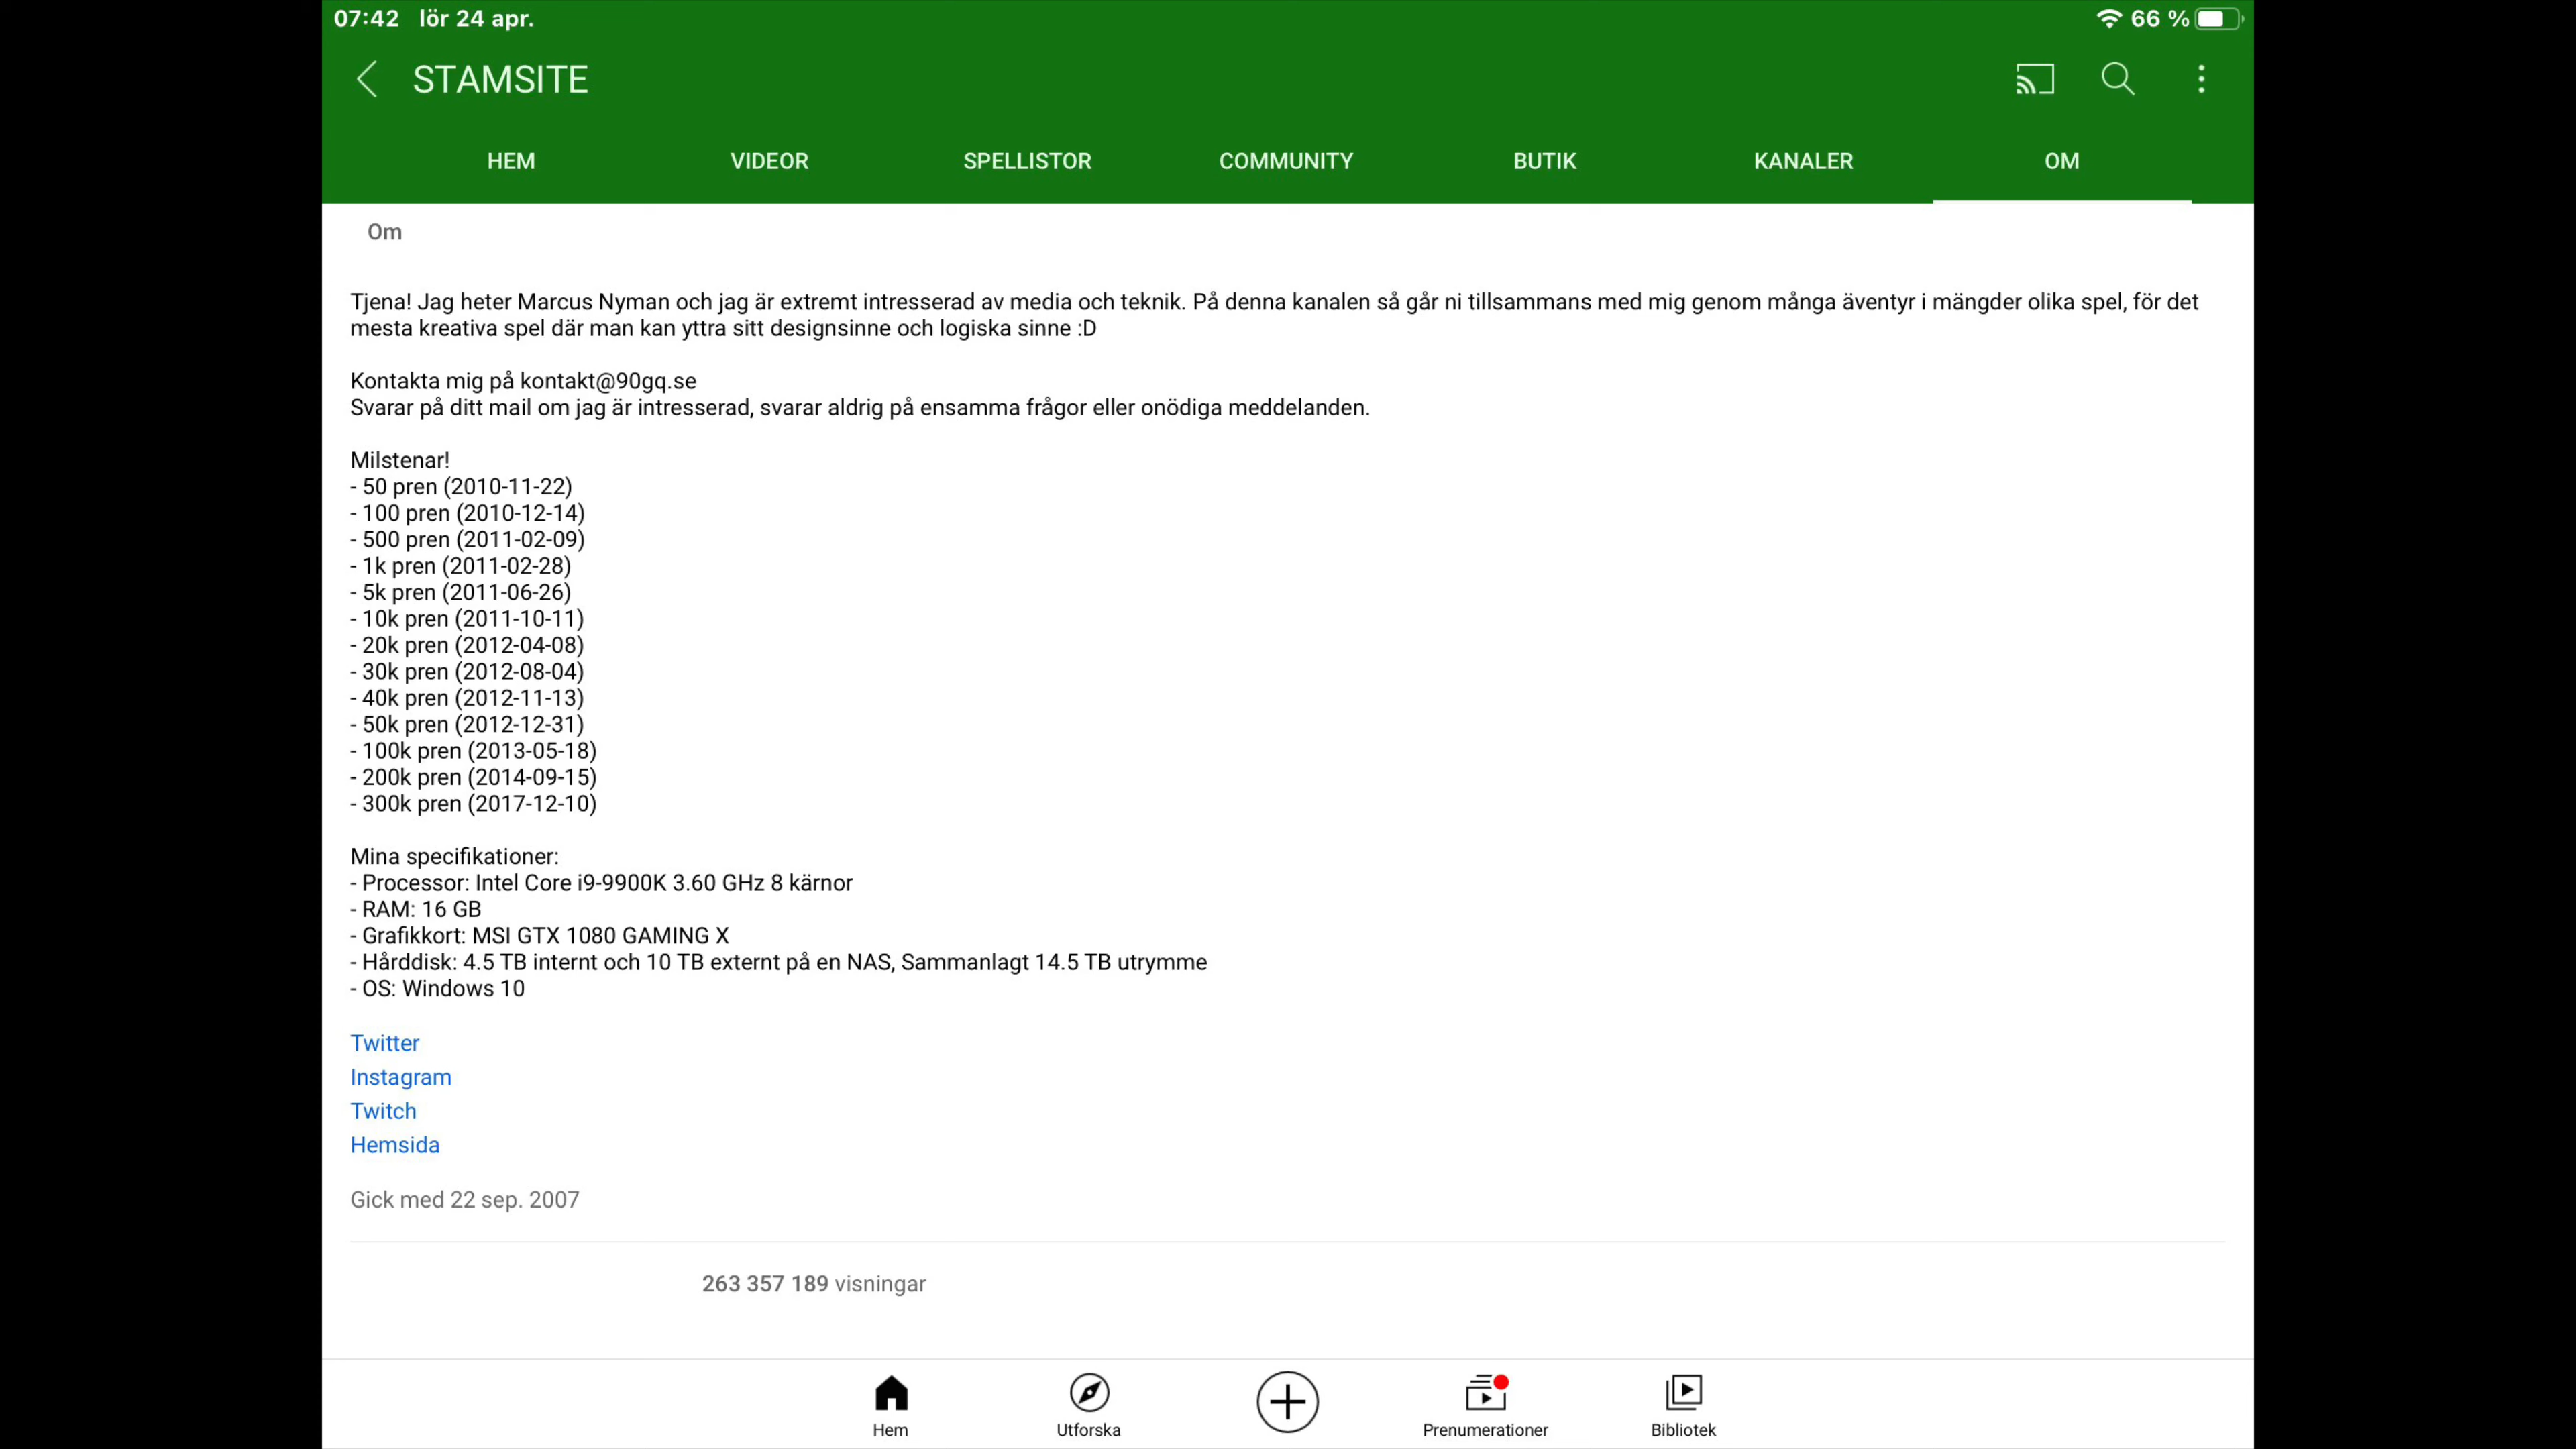 07:42 lör 24 apr.
66 %
STAMSITE
HEM VIDEOR SPELLISTOR COMMUNITY BUTIK KANALER OM
Om
Tjena! Jag heter Marcus Nyman och jag är extremt intresserad av media och teknik. På denna kanalen så går ni tillsammans med mig genom många äventyr i mängder olika spel, för det
mesta kreativa spel där man kan yttra sitt designsinne och logiska sinne :D
Kontakta mig på kontakt@90gq.se
Svarar på ditt mail om jag är intresserad, svarar aldrig på ensamma frågor eller onödiga meddelanden.
Milstenar!
- 50 pren (2010-11-22)
- 100 pren (2010-12-14)
- 500 pren (2011-02-09)
- 1k pren (2011-02-28)
- 5k pren (2011-06-26)
- 10k pren (2011-10-11)
- 20k pren (2012-04-08)
- 30k pren (2012-08-04)
- 40k pren (2012-11-13)
- 50k pren (2012-12-31)
- 100k pren (2013-05-18)
- 200k pren (2014-09-15)
- 300k pren (2017-12-10)
Mina specifikationer:
- Processor: Intel Core i9-9900K 3.60 GHz 8 kärnor
- RAM: 16 GB
- Grafikkort: MSI GTX 1080 GAMING X
- Hårddisk: 4.5 TB internt och 10 TB externt på en NAS, Sammanlagt 14.5 TB utrymme
- OS: Windows 10
Twitter
Instagram
Twitch
Hemsida
Gick med 22 sep. 2007
263 357 189 visningar
Hem Utforska Prenumerationer Bibliotek